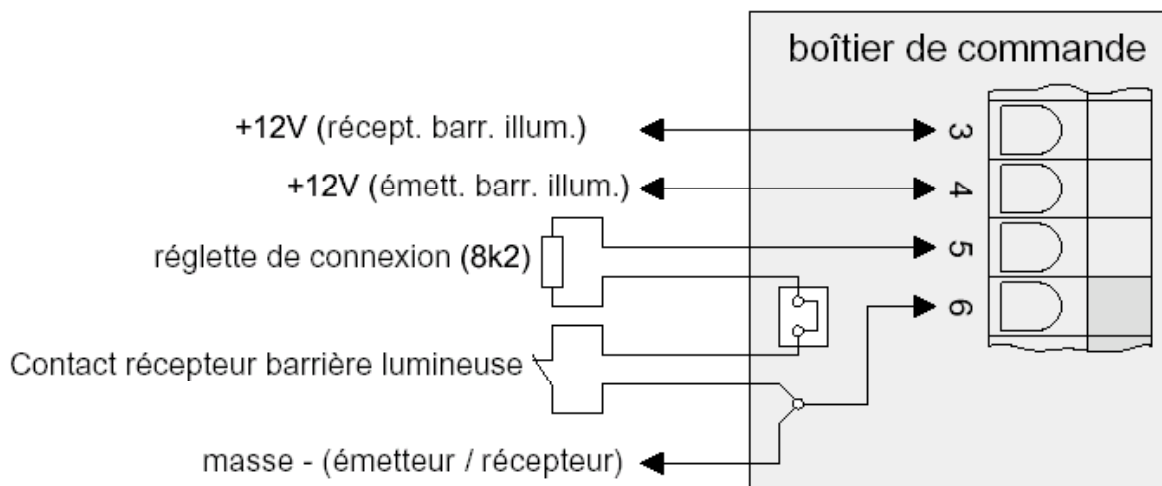 boîtier de commande
+12V (récept. barr. illum.)
3
+12V (émett. barr. illum.)
4
réglette de connexion (8k2)
5
6
Contact récepteur barrière lumineuse
masse - (émetteur / récepteur)